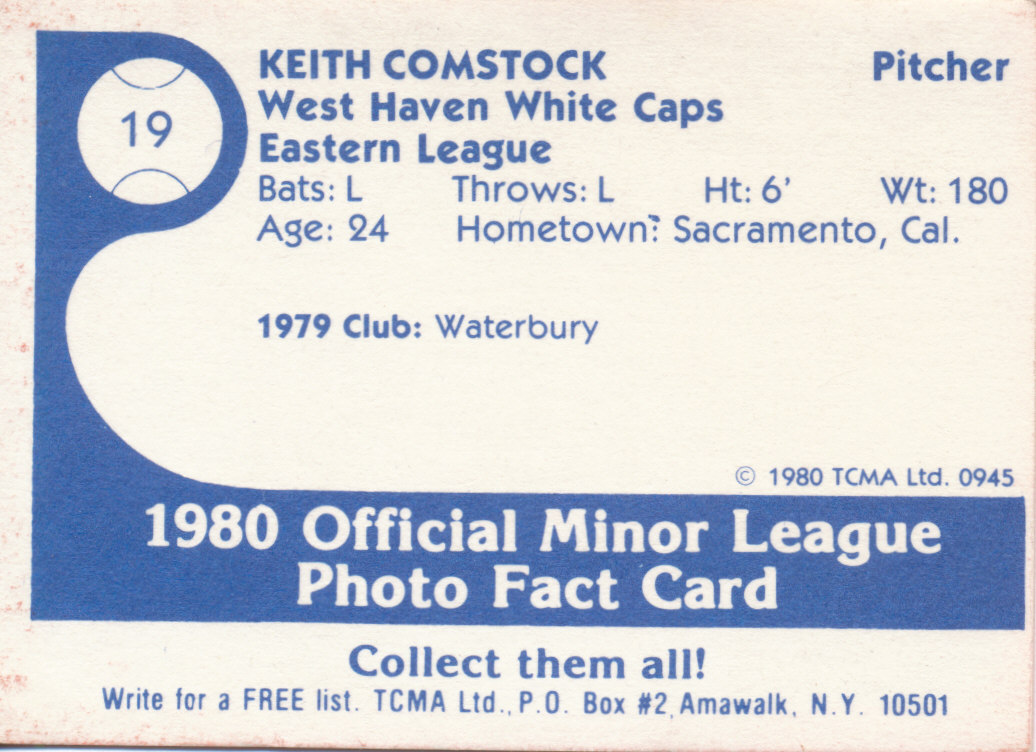 19
KEITH COMSTOCK Pitcher
West Haven White Caps
Eastern League
Bats: L Throws: L Ht: 6' Wt: 180
Age: 24 Hometown? Sacramento, Cal.
1979 Club: Waterbury
© 1980 TCMA Ltd. 0945
1980 Official Minor League
Photo Fact Card
Collect them all!
Write for a FREE list. TCMA Ltd., P.O. Box #2, Amawalk, N.Y. 10501